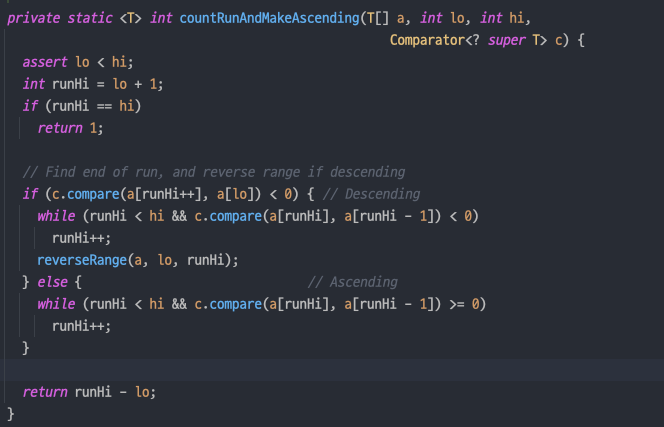 private static <T> int countRunAndMakeAscending(T[] a, int lo, int hi,
                                                Comparator<? super T> c) {
  assert lo < hi;
  int runHi = lo + 1;
  if (runHi == hi)
    return 1;

  // Find end of run, and reverse range if descending
  if (c.compare(a[runHi++], a[lo]) < 0) { // Descending
    while (runHi < hi && c.compare(a[runHi], a[runHi - 1]) < 0)
      runHi++;
    reverseRange(a, lo, runHi);
  } else {                              // Ascending
    while (runHi < hi && c.compare(a[runHi], a[runHi - 1]) >= 0)
      runHi++;
  }

  return runHi - lo;
}